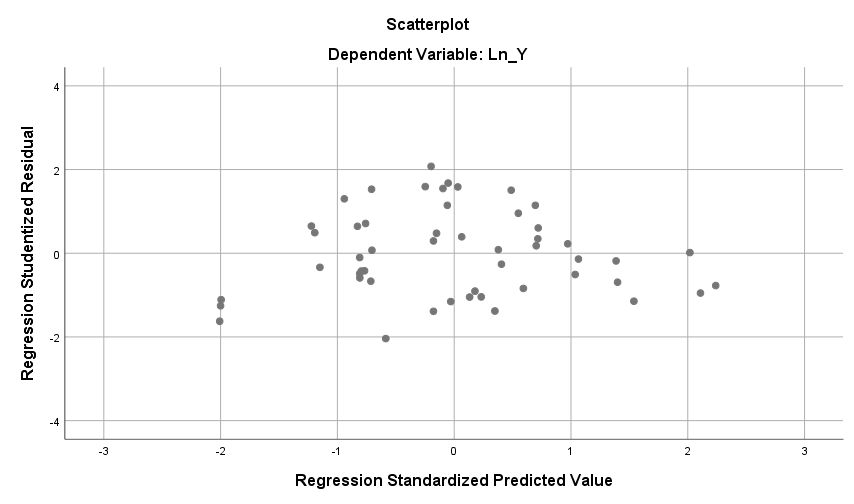 Scatterplot
Dependent Variable: Ln_Y
Regression Studentized Residual
4
2
0
-2
-4
-3 -2 -1 0 1 2 3
Regression Standardized Predicted Value